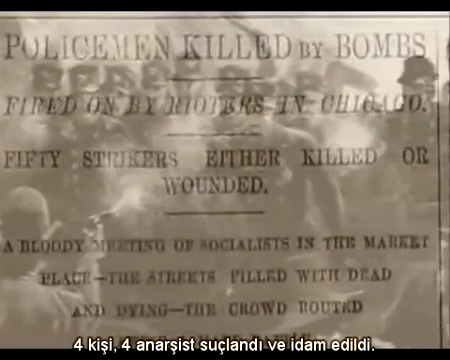 POLICEMEN KILLED BY BOMBS
FIRED ON BY RIOTERS IN CHICAGO.
FIFTY STRIKERS EITHER KILLED OR
WOUNDED.
A BLOODY MEETING OF SOCIALISTS IN THE MARKET
PLACE—THE STREETS FILLED WITH DEAD
AND DYING—THE CROWD ROUTED
4 kişi, 4 anarşist suçlandı ve idam edildi.